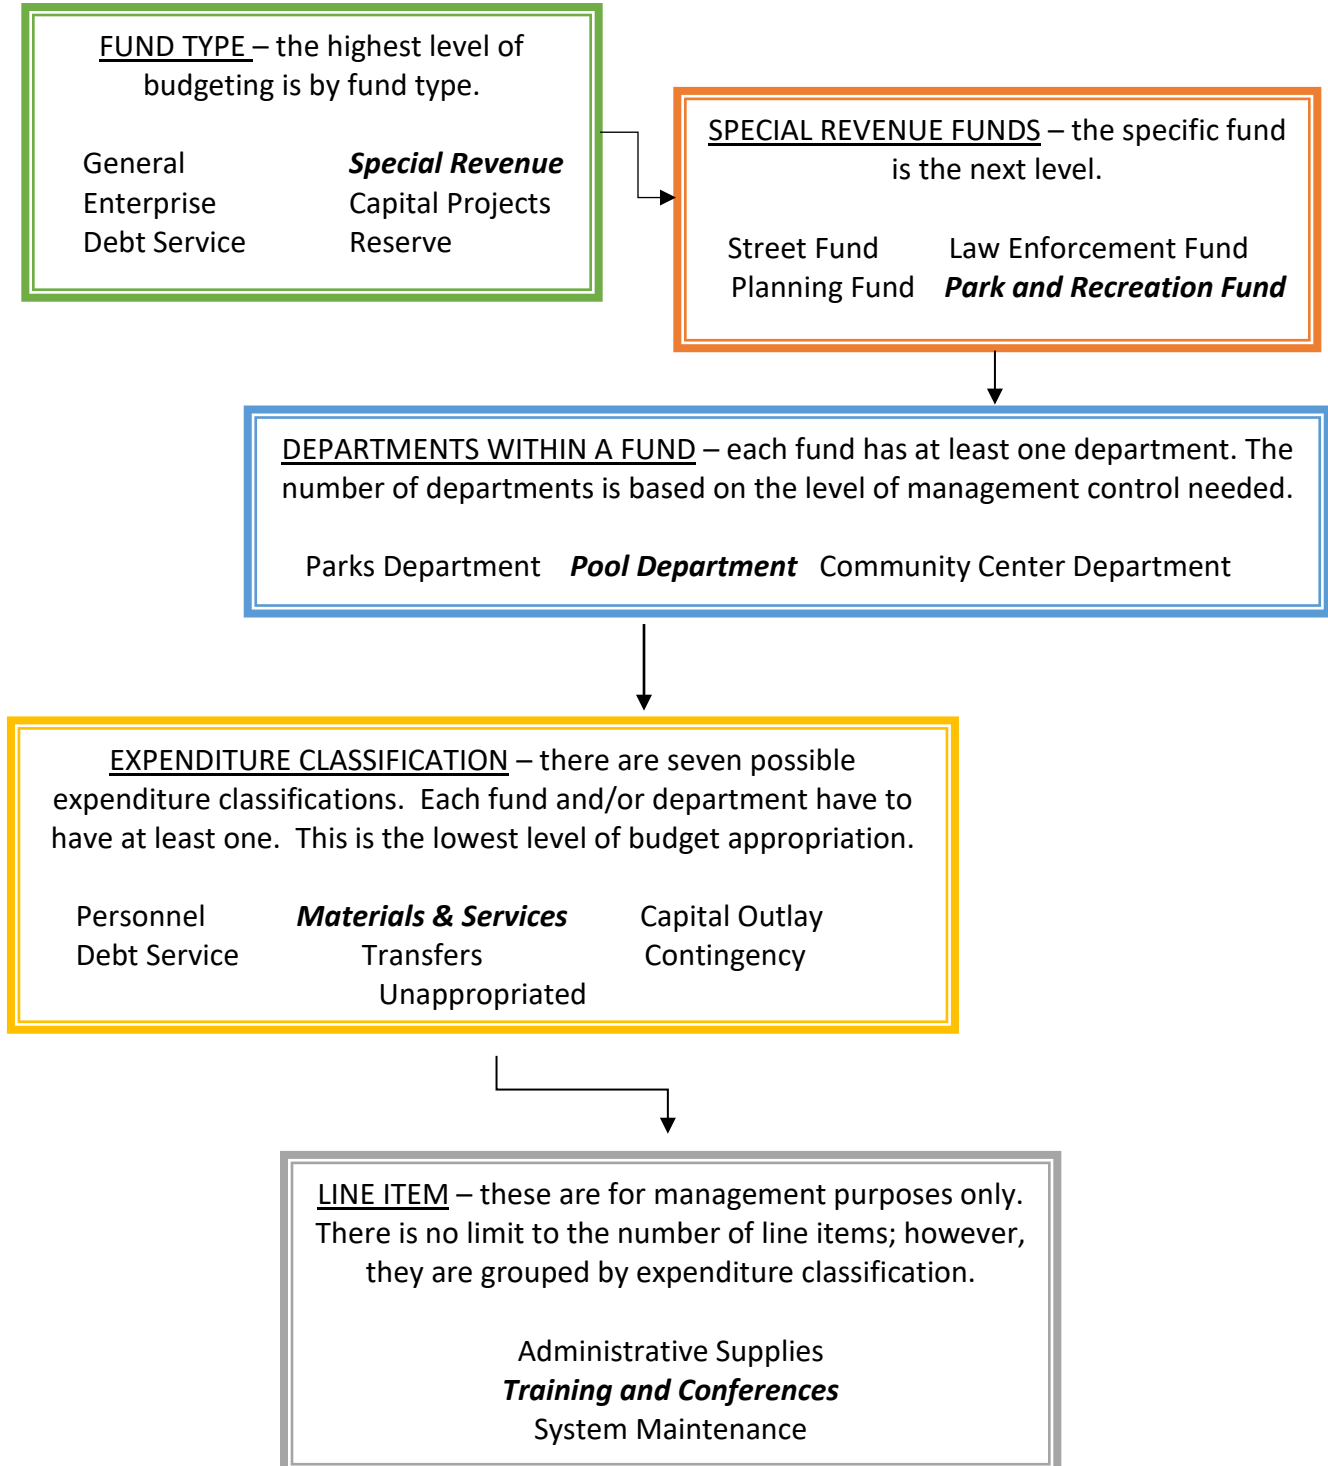 FUND TYPE – the highest level of
budgeting is by fund type.
General Special Revenue
Enterprise Capital Projects
Debt Service Reserve
SPECIAL REVENUE FUNDS – the specific fund
is the next level.
Street Fund Law Enforcement Fund
Planning Fund Park and Recreation Fund
DEPARTMENTS WITHIN A FUND – each fund has at least one department. The
number of departments is based on the level of management control needed.
Parks Department Pool Department Community Center Department
EXPENDITURE CLASSIFICATION – there are seven possible
expenditure classifications. Each fund and/or department have to
have at least one. This is the lowest level of budget appropriation.
Personnel Materials & Services Capital Outlay
Debt Service Transfers Contingency
Unappropriated
LINE ITEM – these are for management purposes only.
There is no limit to the number of line items; however,
they are grouped by expenditure classification.
Administrative Supplies
Training and Conferences
System Maintenance